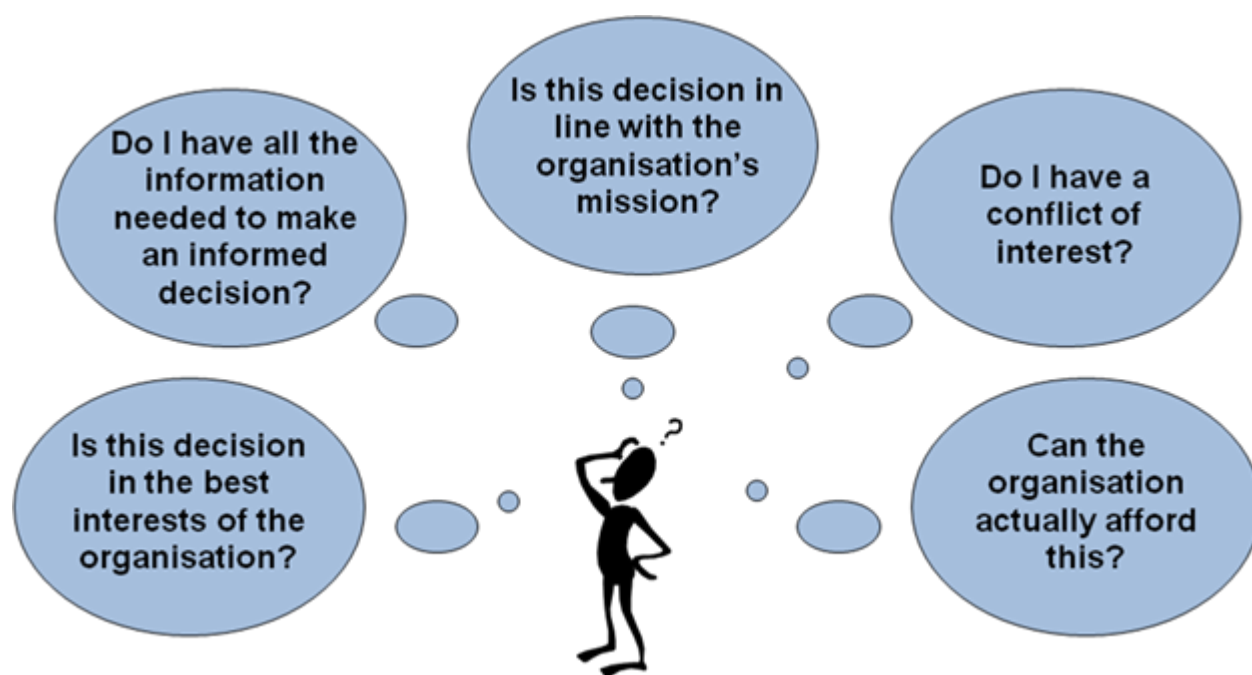 Is this decision in
line with the
organisation's
mission?
Do I have all the
information
needed to make
an informed
decision?
Do I have a
conflict of
interest?
Is this decision
in the best
interests of the
organisation?
Can the
organisation
actually afford
this?
?